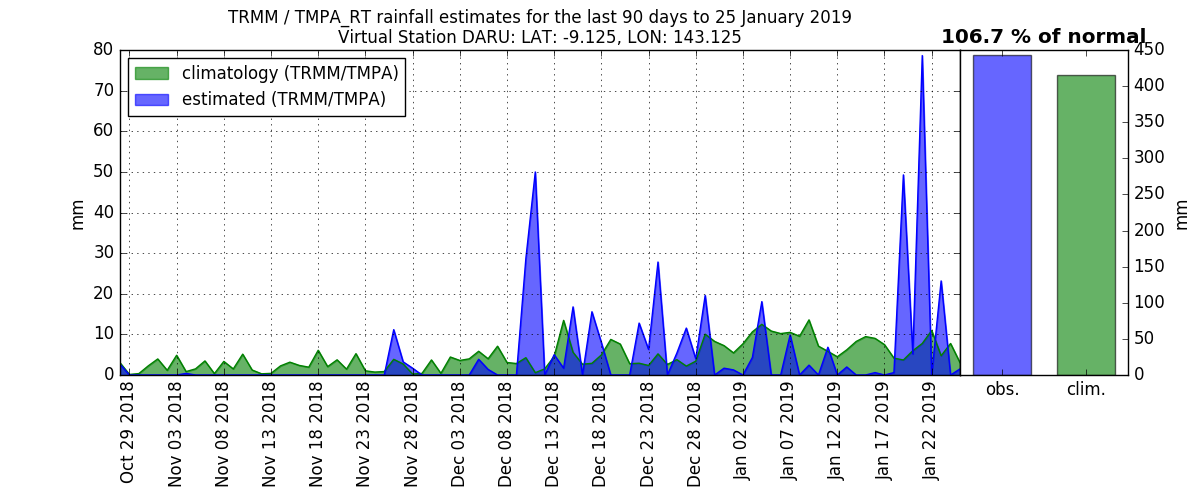 TRMM / TMPA_RT rainfall estimates for the last 90 days to 25 January 2019
Virtual Station DARU: LAT: -9.125, LON: 143.125
106.7 % of normal
climatology (TRMM/TMPA)
estimated (TRMM/TMPA)
80
70
60
50
40
30
20
10
0
mm
Oct 29 2018
Nov 03 2018
Nov 08 2018
Nov 13 2018
Nov 18 2018
Nov 23 2018
Nov 28 2018
Dec 03 2018
Dec 08 2018
Dec 13 2018
Dec 18 2018
Dec 23 2018
Dec 28 2018
Jan 02 2019
Jan 07 2019
Jan 12 2019
Jan 17 2019
Jan 22 2019
obs.
clim.
450
400
350
300
250
200
150
100
50
0
mm